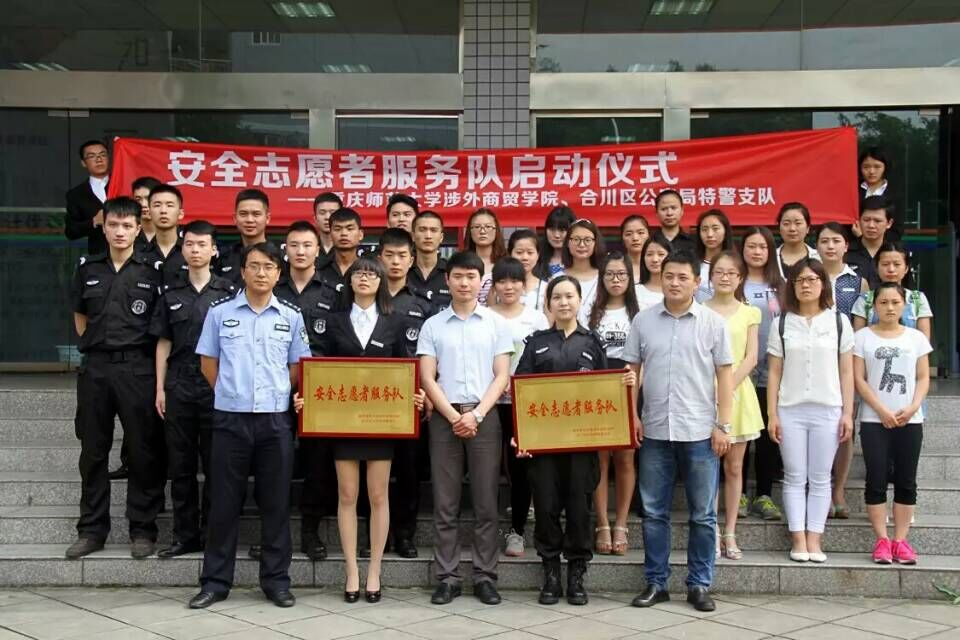 安全志愿者服务队启动仪式
庆师 大学涉外商贸学院、合川区公 局特警支队
安全志愿者服务队
安全志愿者服务队